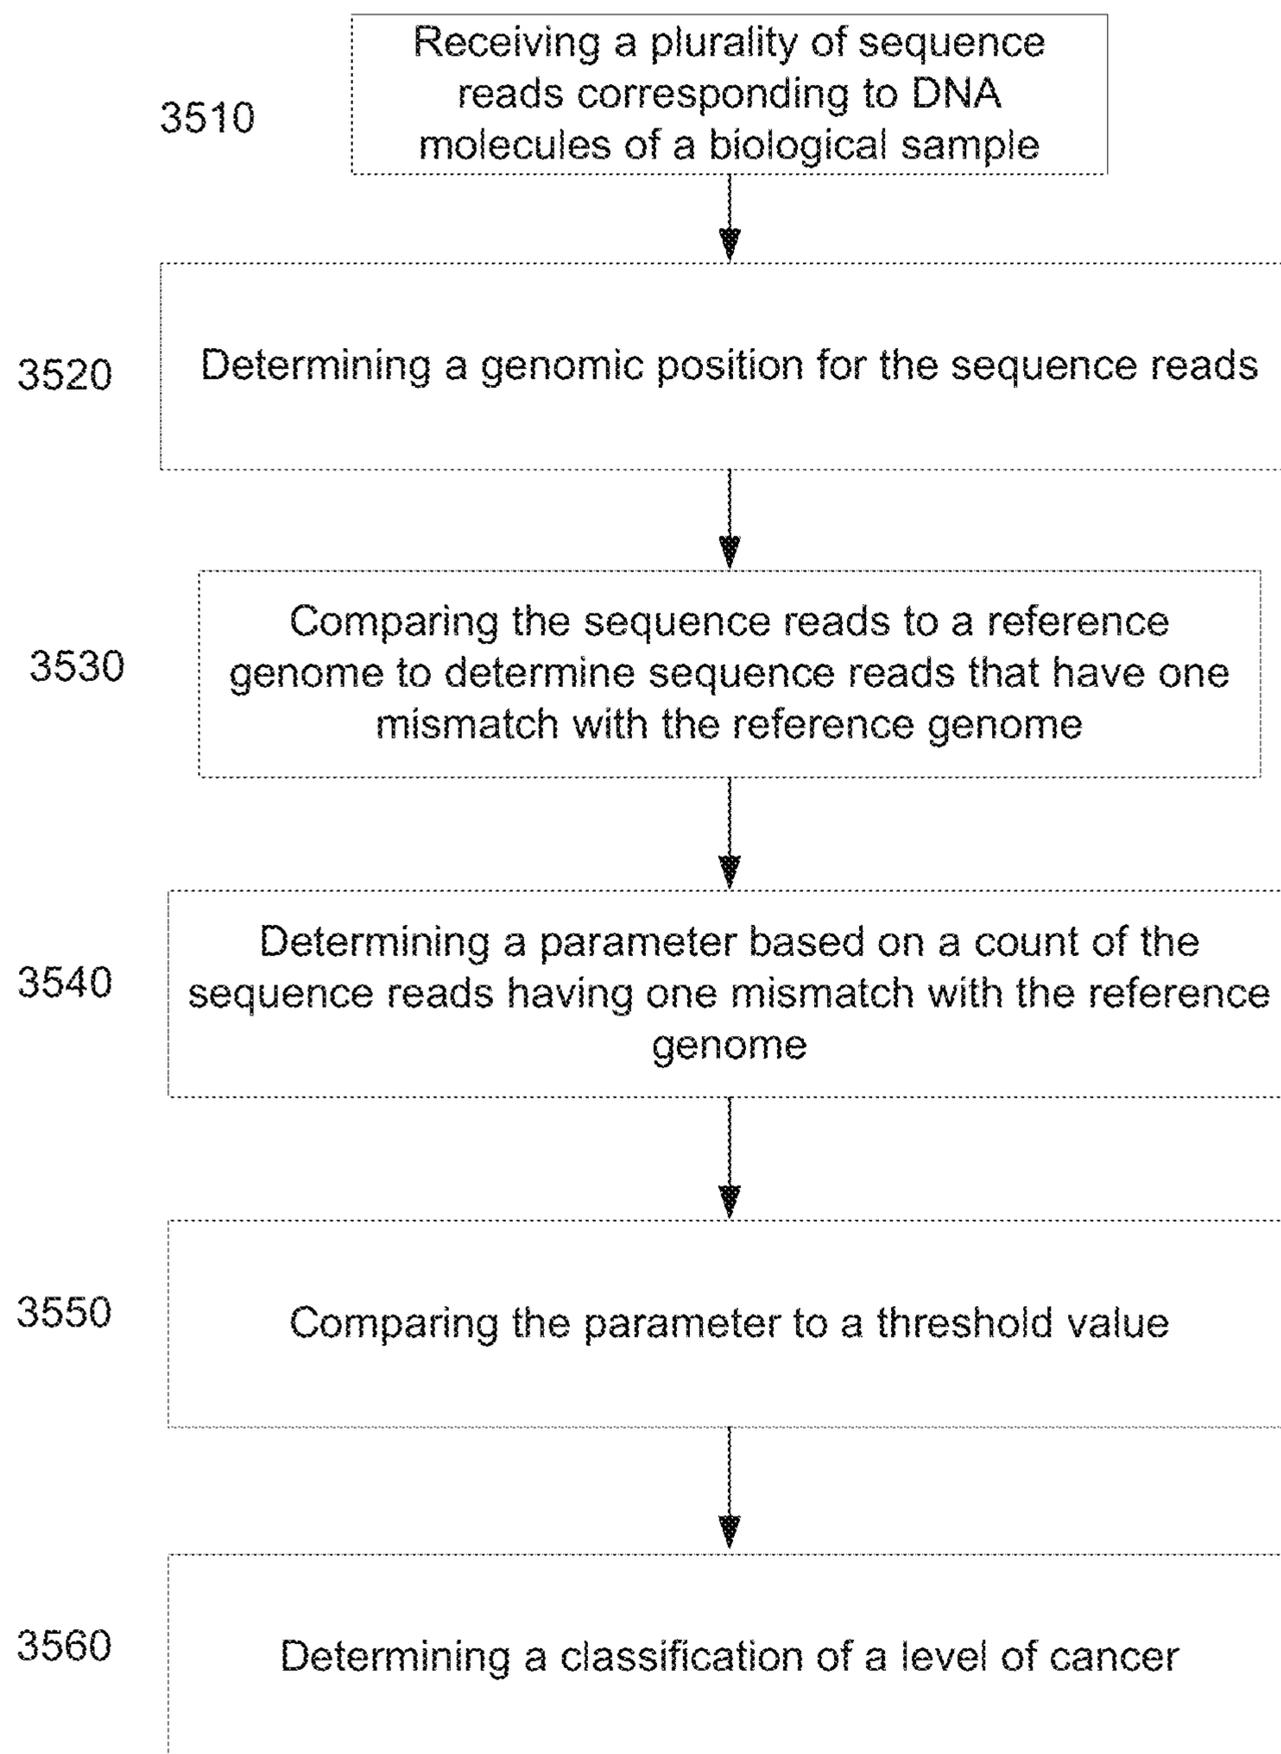 3510
Receiving a plurality of sequence
reads corresponding to DNA
molecules of a biological sample
3520
Determining a genomic position for the sequence reads
3530
Comparing the sequence reads to a reference
genome to determine sequence reads that have one
mismatch with the reference genome
3540
Determining a parameter based on a count of the
sequence reads having one mismatch with the reference
genome
3550
Comparing the parameter to a threshold value
3560
Determining a classification of a level of cancer